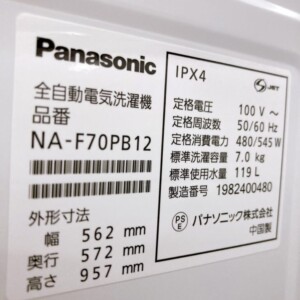 Panasonic
全自動電気洗濯機
品番
NA-F70PB12
外形寸法
幅 562 mm
奥行 572 mm
高さ 957 mm
IPX4
S JET
定格電圧 100 V ～
定格周波数 50/60 Hz
定格消費電力 480/545 W
標準洗濯容量 7.0 kg
標準使用水量 119 L
製造番号 1982400480
PSE パナソニック株式会社
中国製